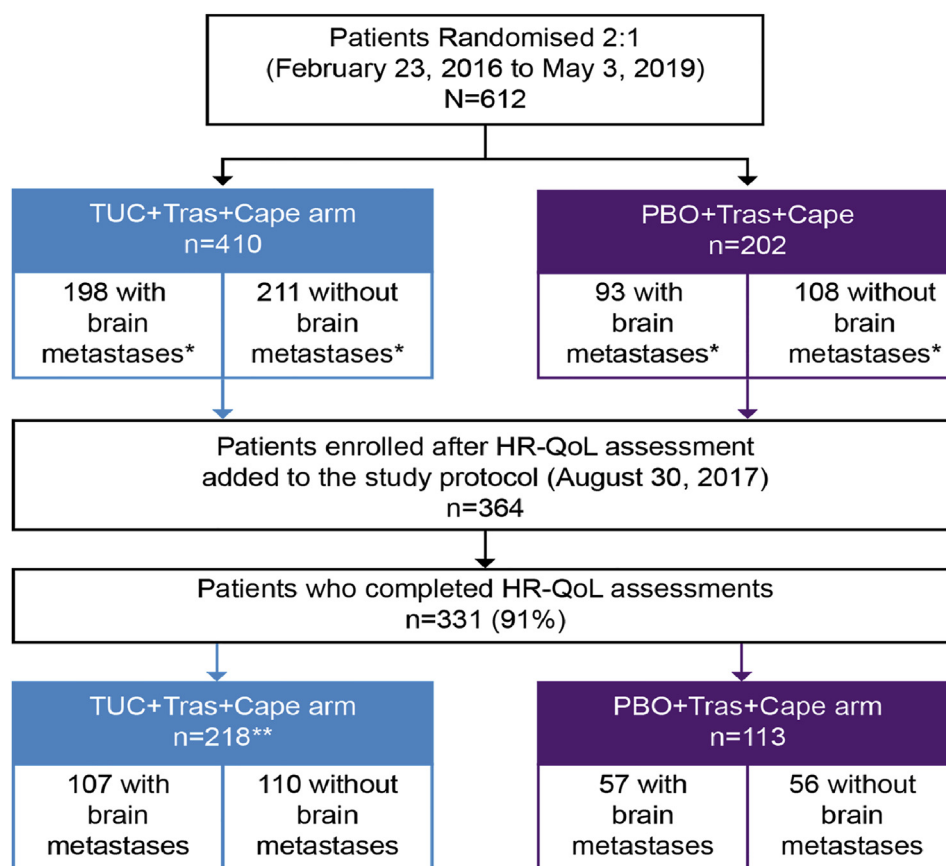 Patients Randomised 2:1
(February 23, 2016 to May 3, 2019)
N=612
TUC+Tras+Cape arm
n=410
PBO+Tras+Cape
n=202
198 with
brain
metastases*
211 without
brain
metastases*
93 with
brain
metastases*
108 without
brain
metastases*
Patients enrolled after HR-QoL assessment
added to the study protocol (August 30, 2017)
n=364
Patients who completed HR-QoL assessments
n=331 (91%)
TUC+Tras+Cape arm
n=218**
PBO+Tras+Cape arm
n=113
107 with
brain
metastases
110 without
brain
metastases
57 with
brain
metastases
56 without
brain
metastases